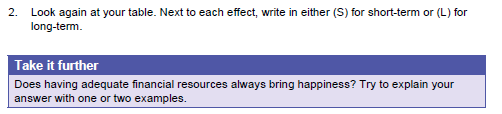 2. Look again at your table. Next to each effect, write in either (S) for short-term or (L) for
long-term.
Take it further
Does having adequate financial resources always bring happiness? Try to explain your
answer with one or two examples.